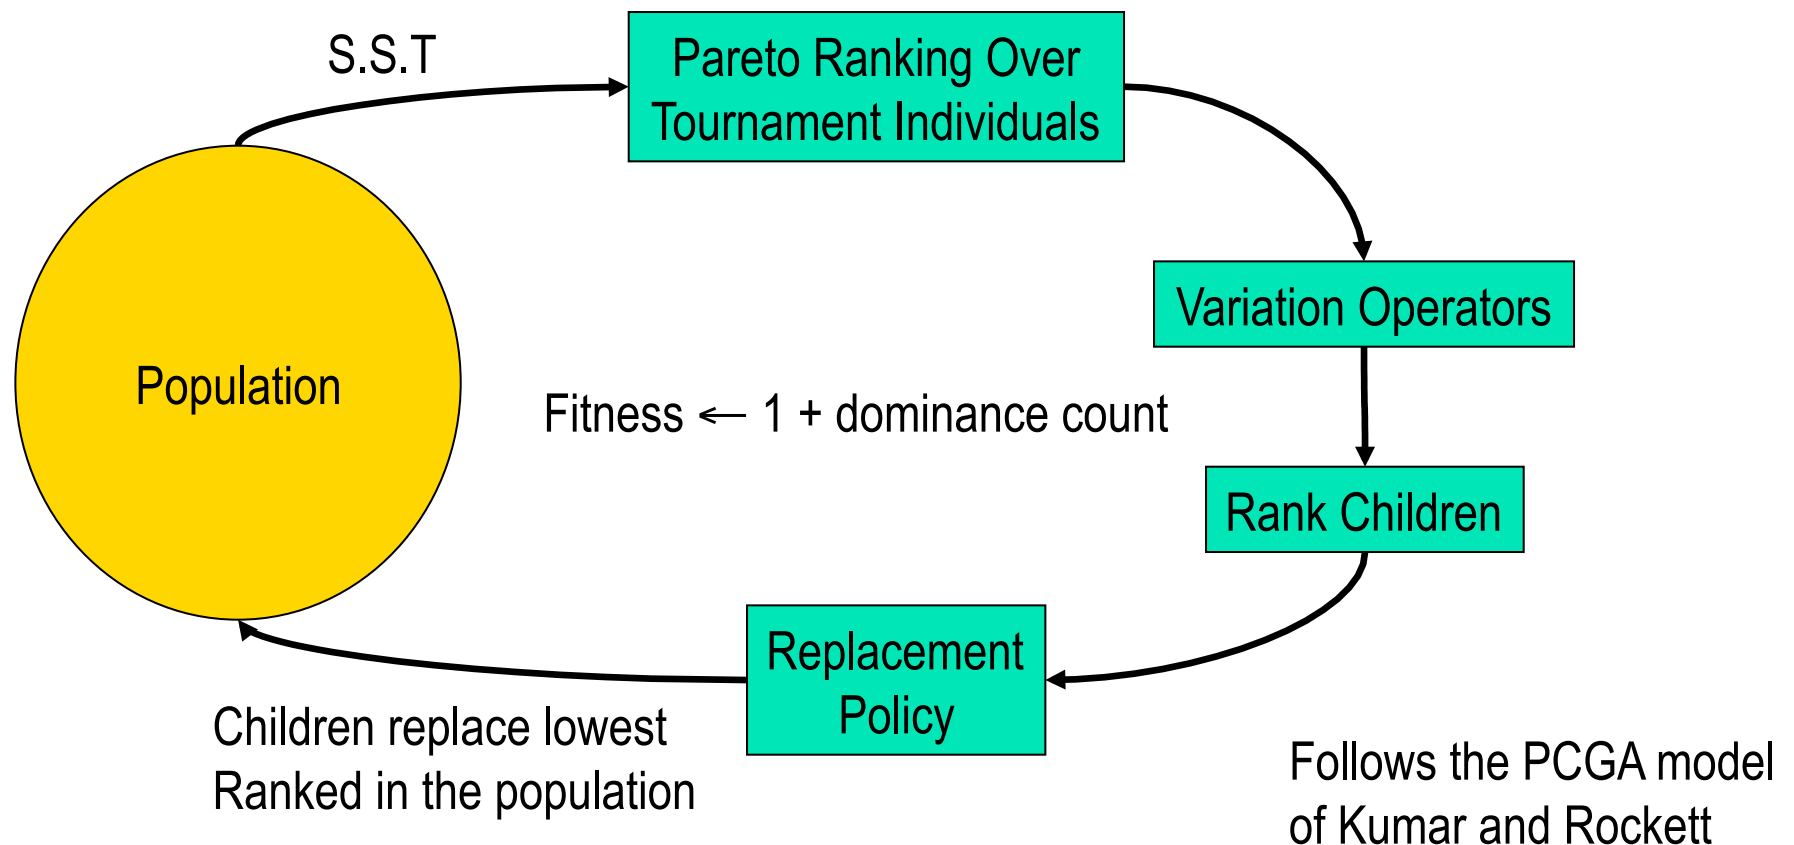 S.S.T
Pareto Ranking Over
Tournament Individuals
Variation Operators
Population
Fitness ← 1 + dominance count
Rank Children
Replacement
Policy
Children replace lowest
Ranked in the population
Follows the PCGA model
of Kumar and Rockett